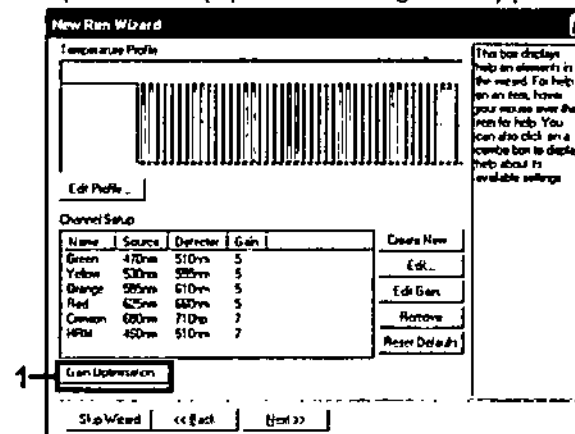 New Run Wizard
Temperature Profile
This box displays
help on elements in
the wizard. For help
on an item, hover
your mouse over the
item for help. You
can also click on a
combo box to display
help about its
available settings.
Edit Profile ...
Channel Setup
Name Source Detector Gain
Green 470nm 510nm 5
Yellow 530nm 555nm 5
Orange 585nm 610nm 5
Red 625nm 660nm 5
Crimson 680nm 710hp 7
HRM 460nm 510nm 7
Create New
Edit...
Edit Gain
Remove
Reset Defaults
1
Gain Optimisation
Skip Wizard
<< Back
Next >>